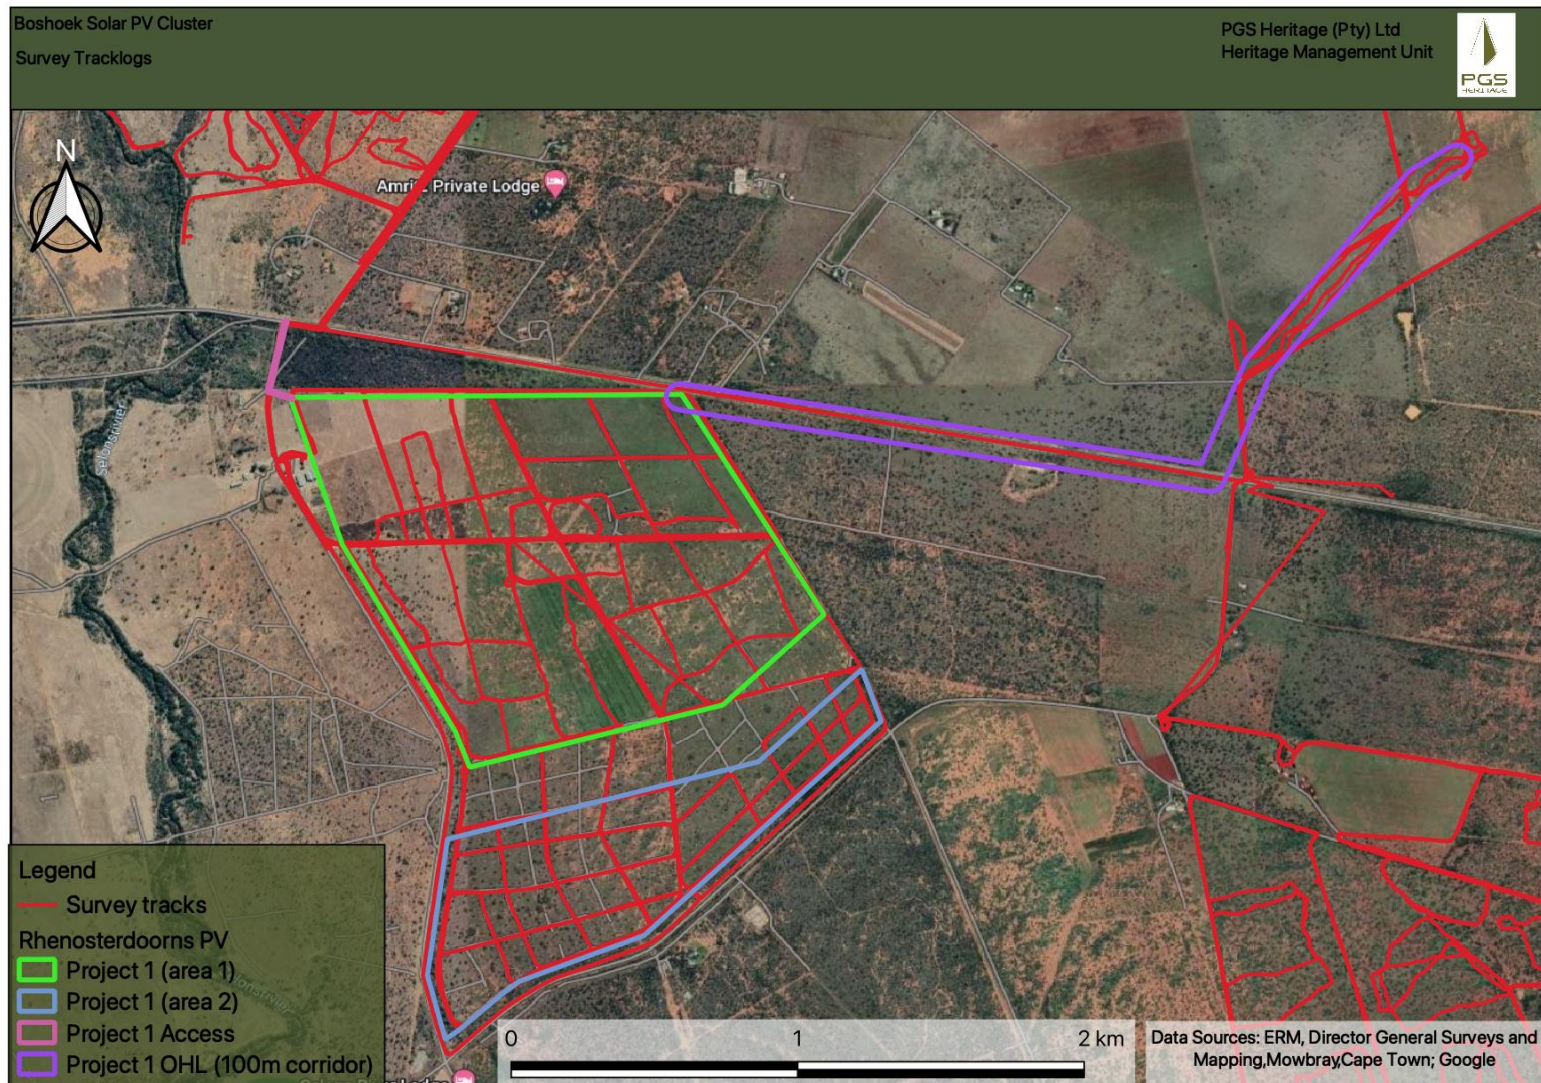 Boshoek Solar PV Cluster
Survey Tracklogs
PGS Heritage (Pty) Ltd
Heritage Management Unit
PGS
HERITAGE
N
Private Lodge
Selonsrivier
Legend
Survey tracks
Rhenosterdoorns PV
Project 1 (area 1)
Project 1 (area 2)
Project 1 Access
Project 1 OHL (100m corridor)
0 1 2 km
Data Sources: ERM, Director General Surveys and
Mapping,Mowbray,Cape Town; Google